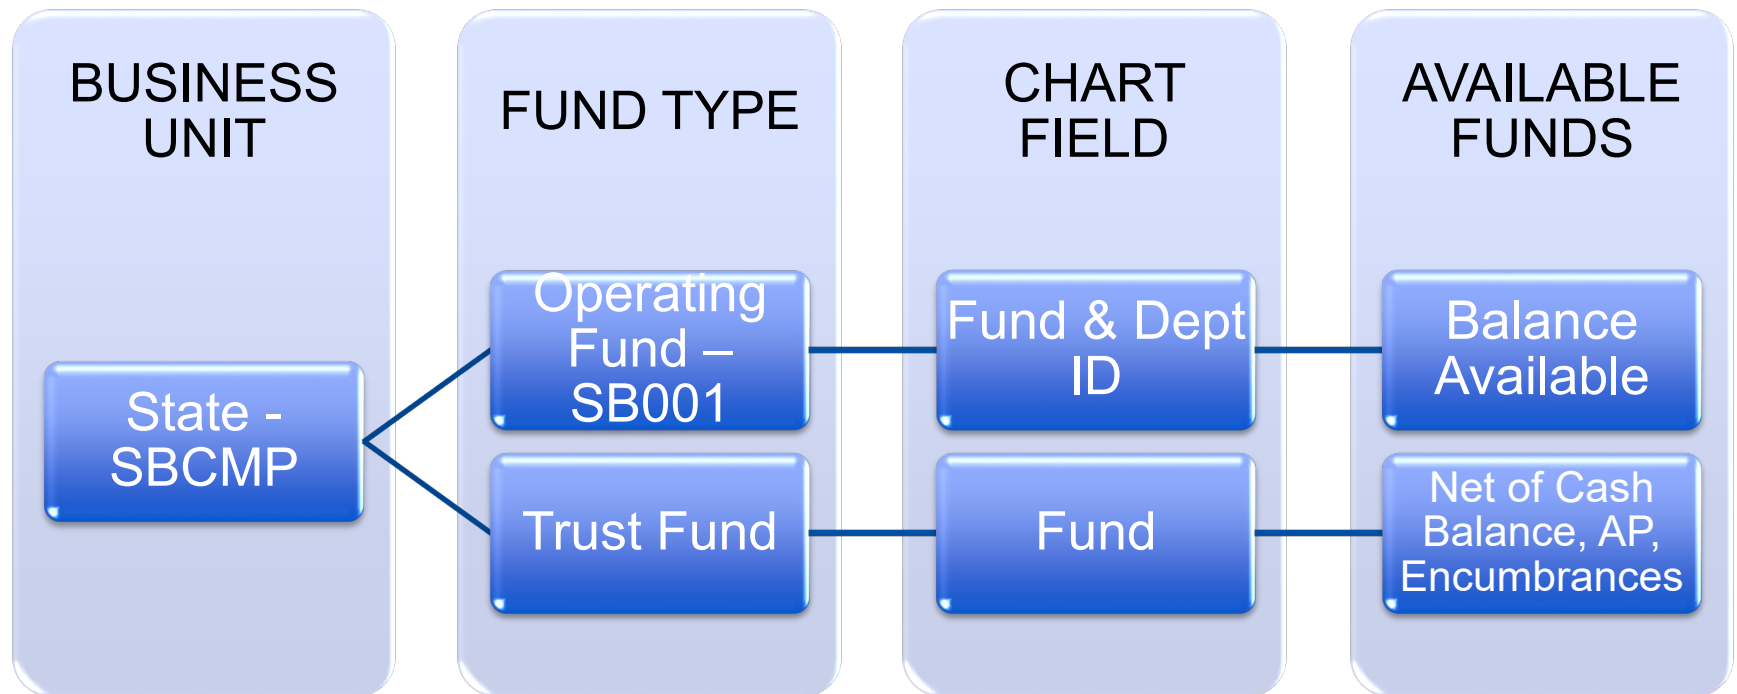 BUSINESS
UNIT
FUND TYPE
CHART
FIELD
AVAILABLE
FUNDS
State -
SBCMP
Operating
Fund –
SB001
Fund & Dept
ID
Balance
Available
Trust Fund
Fund
Net of Cash
Balance, AP,
Encumbrances